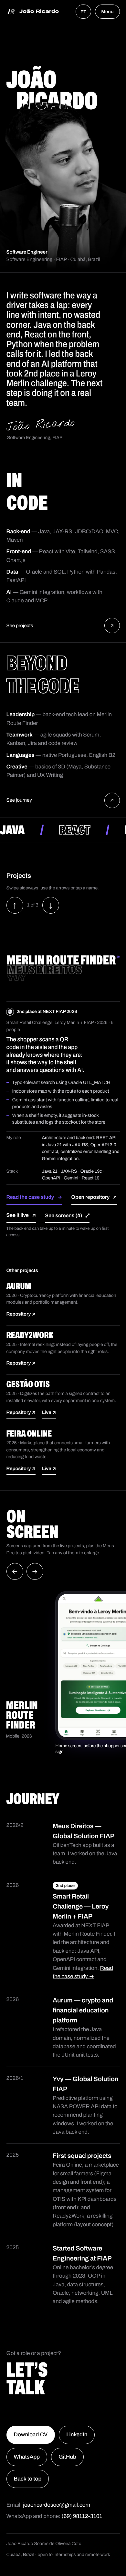 João Ricardo
PT
Menu
JOÃO
RICARDO
Software Engineer
Software Engineering · FIAP · Cuiabá, Brazil
I write software the way a
driver takes a lap: every
line with intent, no wasted
corner. Java on the back
end, React on the front,
Python when the problem
calls for it. I led the back
end of an AI platform that
took 2nd place in a Leroy
Merlin challenge. The next
step is doing it on a real
team.
João Ricardo
Software Engineering, FIAP
IN
CODE
Back-end — Java, JAX-RS, JDBC/DAO, MVC,
Maven
Front-end — React with Vite, Tailwind, SASS,
Chart.js
Data — Oracle and SQL, Python with Pandas,
FastAPI
AI — Gemini integration, workflows with
Claude and MCP
See projects
BEYOND
THE CODE
Leadership — back-end tech lead on Merlin
Route Finder
Teamwork — agile squads with Scrum,
Kanban, Jira and code review
Languages — native Portuguese, English B2
Creative — basics of 3D (Maya, Substance
Painter) and UX Writing
See journey
JAVA / REACT /
Projects
Swipe sideways, use the arrows or tap a name.
1 of 3
MERLIN ROUTE FINDER
MEUS DIREITOS
YVY
2nd place at NEXT FIAP 2026
Smart Retail Challenge, Leroy Merlin + FIAP · 2026 · 5
people
The shopper scans a QR
code in the aisle and the app
already knows where they are:
it shows the way to the shelf
and answers questions with AI.
Typo-tolerant search using Oracle UTL_MATCH
Indoor store map with the route to each product
Gemini assistant with function calling, limited to real
products and aisles
When a shelf is empty, it suggests in-stock
substitutes and logs the stockout for the store
My role
Architecture and back-end. REST API
in Java 21 with JAX-RS, OpenAPI 3.0
contract, centralized error handling and
Gemini integration.
Stack
Java 21 · JAX-RS · Oracle 19c ·
OpenAPI · Gemini · React 19
Read the case study →
Open repository ↗
See it live ↗
See screens (4)
The back end can take up to a minute to wake up on first
access.
Other projects
AURUM
2026 · Cryptocurrency platform with financial education
modules and portfolio management.
Repository ↗
READY2WORK
2025 · Internal reskilling. Instead of laying people off, the
company moves the right people into the right roles.
Repository ↗
GESTÃO OTIS
2025 · Digitises the path from a logged contract to an
installed elevator, with every department in one system.
Repository ↗
FEIRA ONLINE
2025 · Marketplace that connects small farmers with
consumers, strengthening the local economy and
reducing food waste.
Repository ↗
Live ↗
ON
SCREEN
Screens captured from the live projects, plus the Meus
Direitos pitch video. Tap any of them to enlarge.
MERLIN
ROUTE
FINDER
Mobile, 2026
Bem-vindo à Leroy Merlin
Home screen, before the shopper sc
sign
JOURNEY
2026/2
Meus Direitos —
Global Solution FIAP
CitizenTech app built as a
team. I worked on the Java
back end.
2026
2nd place
Smart Retail
Challenge — Leroy
Merlin + FIAP
Awarded at NEXT FIAP
with Merlin Route Finder. I
led the architecture and
back end: Java API,
OpenAPI contract and
Gemini integration. Read
the case study →
2026
Aurum — crypto and
financial education
platform
I refactored the Java
domain, normalized the
database and coordinated
the JUnit unit tests.
2026/1
Yvy — Global Solution
FIAP
Predictive platform using
NASA POWER API data to
recommend planting
windows. I worked on the
Java back end.
2025
First squad projects
Feira Online, a marketplace
for small farmers (Figma
design and front end); a
management system for
OTIS with KPI dashboards
(front end); and
Ready2Work, a reskilling
platform (layout concept).
2025
Started Software
Engineering at FIAP
Online bachelor's degree
through 2028. OOP in
Java, data structures,
Oracle, networking, UML
and agile methods.
Got a role or a project?
LET'S
TALK
Download CV
LinkedIn
WhatsApp
GitHub
Back to top
Email: joaoricardosoc@gmail.com
WhatsApp and phone: (69) 98112-3101
João Ricardo Soares de Oliveira Coto
Cuiabá, Brazil · open to internships and remote work